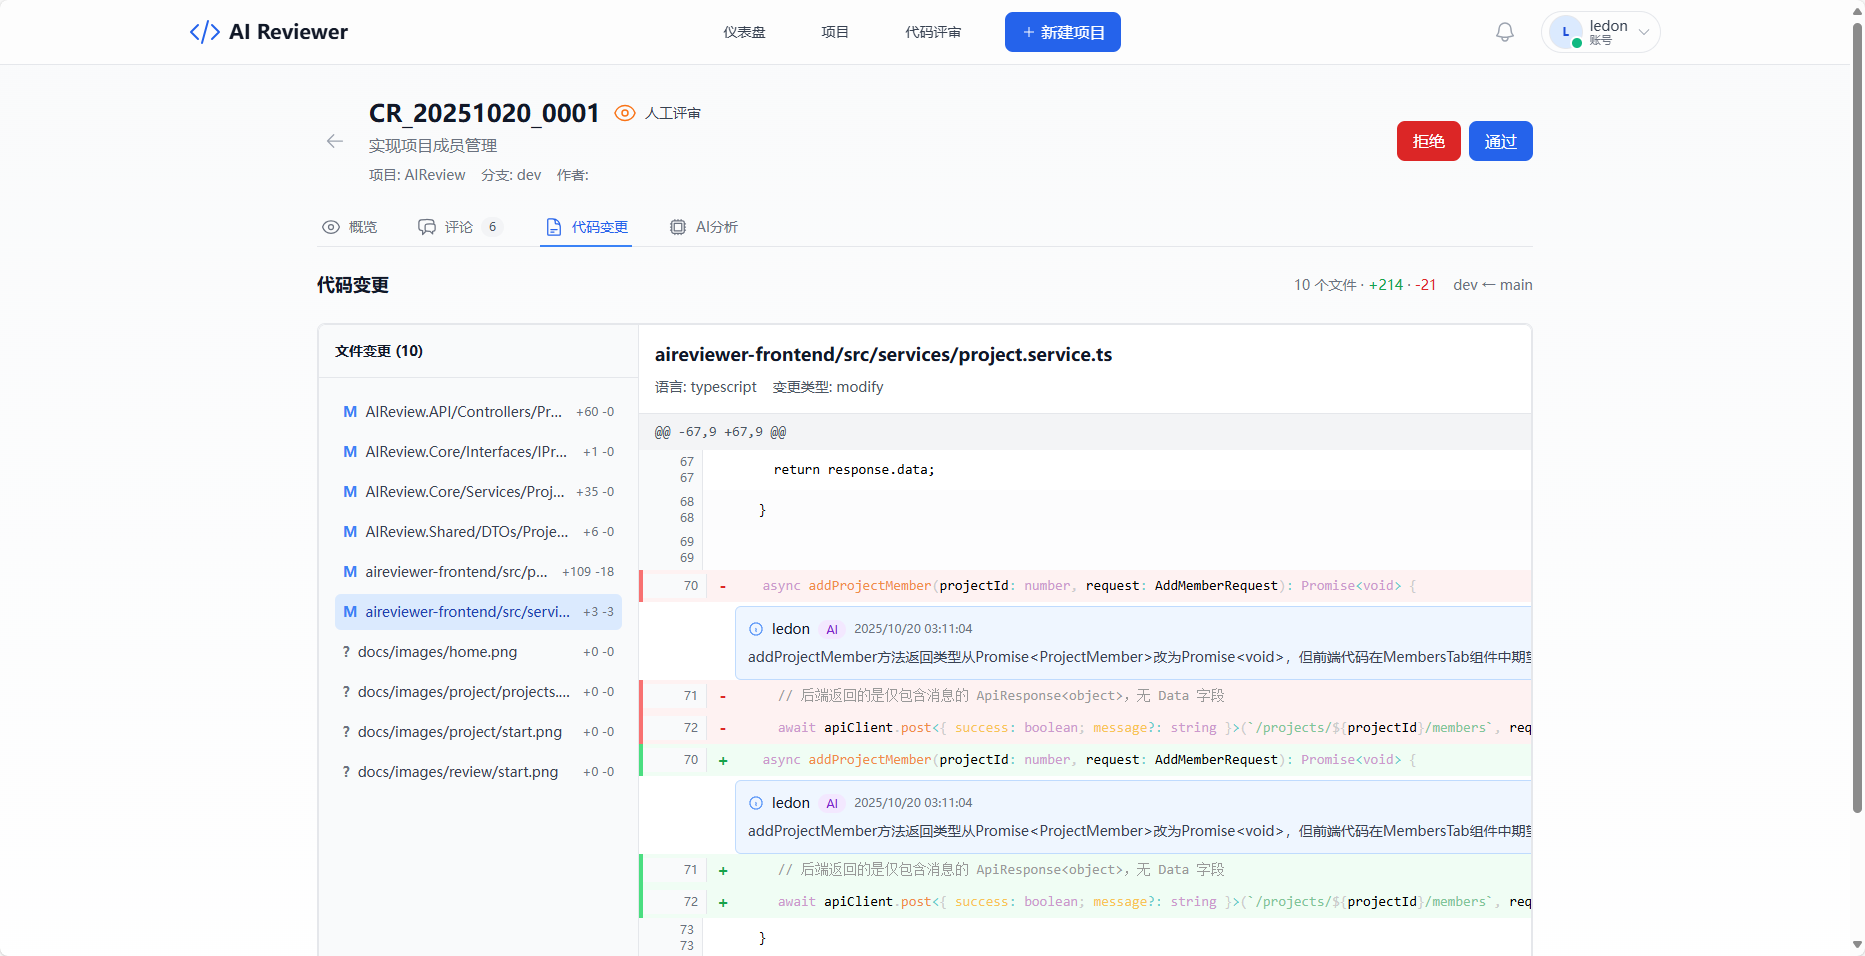 </> AI Reviewer
仪表盘
项目
代码评审
+ 新建项目
L
ledon
账号
CR_20251020_0001
人工评审
实现项目成员管理
项目: AIReview 分支: dev 作者:
拒绝
通过
概览
评论 6
代码变更
AI分析
代码变更
10 个文件 · +214 · -21 dev ← main
文件变更 (10)
M AIReview.API/Controllers/Pr... +60 -0
M AIReview.Core/Interfaces/IPr... +1 -0
M AIReview.Core/Services/Proj... +35 -0
M AIReview.Shared/DTOs/Proje... +6 -0
M aireviewer-frontend/src/p... +109 -18
M aireviewer-frontend/src/servi... +3 -3
? docs/images/home.png +0 -0
? docs/images/project/projects.... +0 -0
? docs/images/project/start.png +0 -0
? docs/images/review/start.png +0 -0
aireviewer-frontend/src/services/project.service.ts
语言: typescript 变更类型: modify
@@ -67,9 +67,9 @@
67
67
return response.data;
68
68
}
69
69
70 - async addProjectMember(projectId: number, request: AddMemberRequest): Promise<void> {
ledon AI 2025/10/20 03:11:04
addProjectMember方法返回类型从Promise<ProjectMember>改为Promise<void>，但前端代码在MembersTab组件中期
71 - // 后端返回的是仅包含消息的 ApiResponse<object>，无 Data 字段
72 - await apiClient.post<{ success: boolean; message?: string }>(`/projects/${projectId}/members`, req
70 + async addProjectMember(projectId: number, request: AddMemberRequest): Promise<void> {
ledon AI 2025/10/20 03:11:04
addProjectMember方法返回类型从Promise<ProjectMember>改为Promise<void>，但前端代码在MembersTab组件中期
71 + // 后端返回的是仅包含消息的 ApiResponse<object>，无 Data 字段
72 + await apiClient.post<{ success: boolean; message?: string }>(`/projects/${projectId}/members`, req
73
73
}